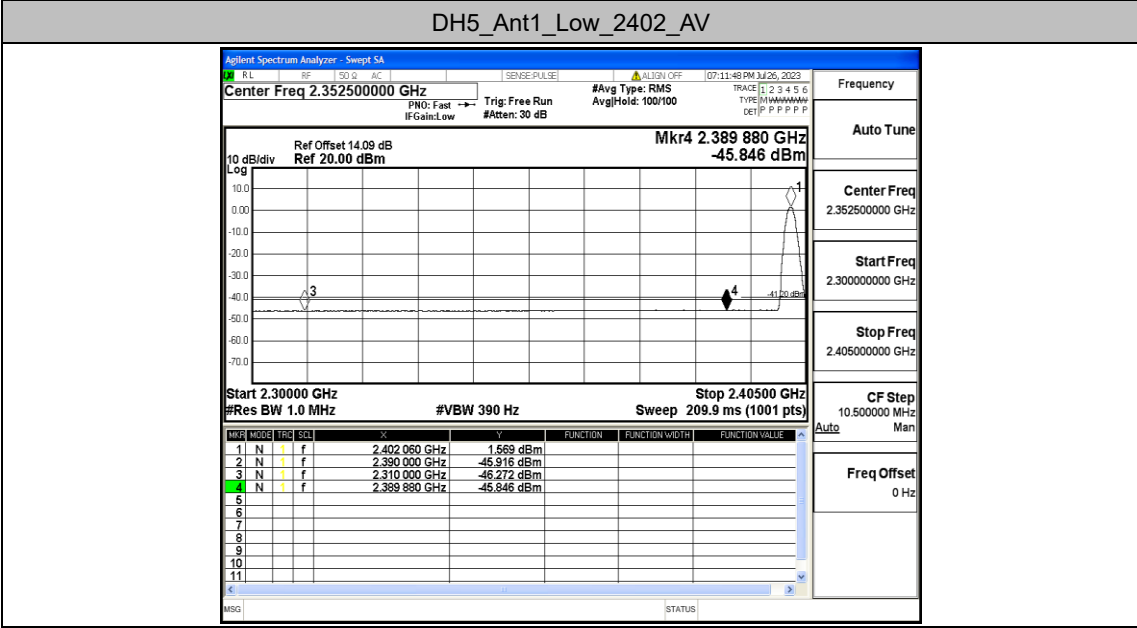 DH5_Ant1_Low_2402_AV
Agilent Spectrum Analyzer - Swept SA
RL RF 50 Ω AC SENSE:PULSE ALIGN OFF 07:11:48 PM Jul 26, 2023
Center Freq 2.352500000 GHz
PNO: Fast
IFGain:Low
Trig: Free Run
#Atten: 30 dB
#Avg Type: RMS
Avg|Hold: 100/100
TRACE 1 2 3 4 5 6
TYPE M WWWWW
DET P P P P P P
Mkr4 2.389 880 GHz
-45.846 dBm
Ref Offset 14.09 dB
10 dB/div Ref 20.00 dBm
Log
10.0
0.00
-10.0
-20.0
-30.0
-40.0
-50.0
-60.0
-70.0
1
3
4
-41.20 dBm
Start 2.30000 GHz Stop 2.40500 GHz
#Res BW 1.0 MHz #VBW 390 Hz Sweep 209.9 ms (1001 pts)
MKR MODE TRC SCL X Y FUNCTION FUNCTION WIDTH FUNCTION VALUE
1 N 1 f 2.402 060 GHz 1.569 dBm
2 N 1 f 2.390 000 GHz -45.916 dBm
3 N 1 f 2.310 000 GHz -46.272 dBm
4 N 1 f 2.389 880 GHz -45.846 dBm
5
6
7
8
9
10
11
MSG STATUS
Frequency
Auto Tune
Center Freq
2.352500000 GHz
Start Freq
2.300000000 GHz
Stop Freq
2.405000000 GHz
CF Step
10.500000 MHz
Auto Man
Freq Offset
0 Hz